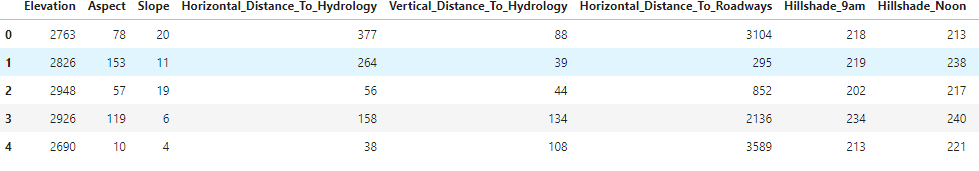 Elevation Aspect Slope Horizontal_Distance_To_Hydrology Vertical_Distance_To_Hydrology Horizontal_Distance_To_Roadways Hillshade_9am Hillshade_Noon
0 2763 78 20 377 88 3104 218 213
1 2826 153 11 264 39 295 219 238
2 2948 57 19 56 44 852 202 217
3 2926 119 6 158 134 2136 234 240
4 2690 10 4 38 108 3589 213 221